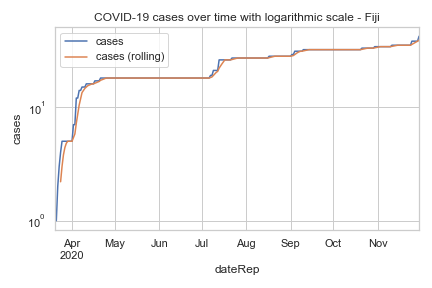 COVID-19 cases over time with logarithmic scale - Fiji
cases
cases (rolling)
cases
10¹
10⁰
Apr
2020
May
Jun
Jul
Aug
Sep
Oct
Nov
dateRep